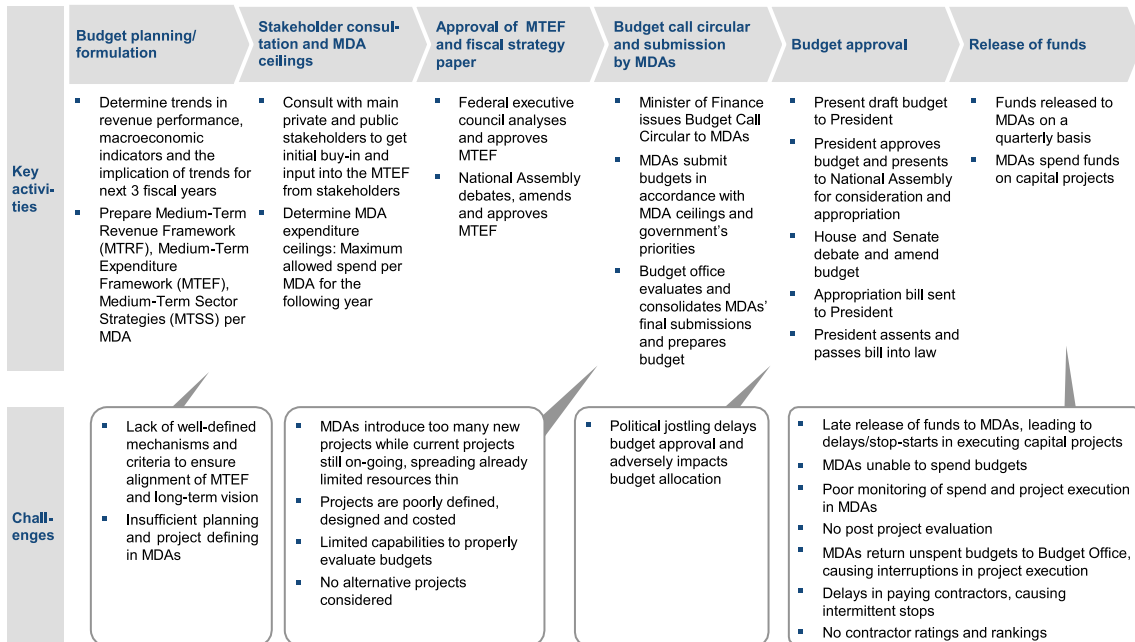 Budget planning/
formulation
Stakeholder consul-
tation and MDA
ceilings
Approval of MTEF
and fiscal strategy
paper
Budget call circular
and submission
by MDAs
Budget approval
Release of funds
Key
activi-
ties
▪ Determine trends in
revenue performance,
macroeconomic
indicators and the
implication of trends for
next 3 fiscal years
▪ Prepare Medium-Term
Revenue Framework
(MTRF), Medium-Term
Expenditure
Framework (MTEF),
Medium-Term Sector
Strategies (MTSS) per
MDA
▪ Consult with main
private and public
stakeholders to get
initial buy-in and
input into the MTEF
from stakeholders
▪ Determine MDA
expenditure
ceilings: Maximum
allowed spend per
MDA for the
following year
▪ Federal executive
council analyses
and approves
MTEF
▪ National Assembly
debates, amends
and approves
MTEF
▪ Minister of Finance
issues Budget Call
Circular to MDAs
▪ MDAs submit
budgets in
accordance with
MDA ceilings and
government's
priorities
▪ Budget office
evaluates and
consolidates MDAs'
final submissions
and prepares
budget
▪ Present draft budget
to President
▪ President approves
budget and presents
to National Assembly
for consideration and
appropriation
▪ House and Senate
debate and amend
budget
▪ Appropriation bill sent
to President
▪ President assents and
passes bill into law
▪ Funds released to
MDAs on a
quarterly basis
▪ MDAs spend funds
on capital projects
Chall-
enges
▪ Lack of well-defined
mechanisms and
criteria to ensure
alignment of MTEF
and long-term vision
▪ Insufficient planning
and project defining
in MDAs
▪ MDAs introduce too many new
projects while current projects
still on-going, spreading already
limited resources thin
▪ Projects are poorly defined,
designed and costed
▪ Limited capabilities to properly
evaluate budgets
▪ No alternative projects
considered
▪ Political jostling delays
budget approval and
adversely impacts
budget allocation
▪ Late release of funds to MDAs, leading to
delays/stop-starts in executing capital projects
▪ MDAs unable to spend budgets
▪ Poor monitoring of spend and project execution
in MDAs
▪ No post project evaluation
▪ MDAs return unspent budgets to Budget Office,
causing interruptions in project execution
▪ Delays in paying contractors, causing
intermittent stops
▪ No contractor ratings and rankings